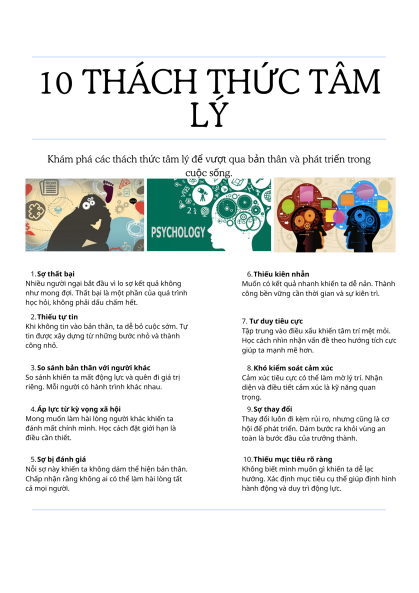 10 THÁCH THỨC TÂM
LÝ
Khám phá các thách thức tâm lý để vượt qua bản thân và phát triển trong
cuộc sống.
PSYCHOLOGY
1. Sợ thất bại
Nhiều người ngại bắt đầu vì lo sợ kết quả không
như mong đợi. Thất bại là một phần của quá trình
học hỏi, không phải dấu chấm hết.
2. Thiếu tự tin
Khi không tin vào bản thân, ta dễ bỏ cuộc sớm. Tự
tin được xây dựng từ những bước nhỏ và thành
công nhỏ.
3. So sánh bản thân với người khác
So sánh khiến ta mất động lực và quên đi giá trị
riêng. Mỗi người có hành trình khác nhau.
4. Áp lực từ kỳ vọng xã hội
Mong muốn làm hài lòng người khác khiến ta
đánh mất chính mình. Học cách đặt giới hạn là
điều cần thiết.
5. Sợ bị đánh giá
Nỗi sợ này khiến ta không dám thể hiện bản thân.
Chấp nhận rằng không ai có thể làm hài lòng tất
cả mọi người.
6. Thiếu kiên nhẫn
Muốn có kết quả nhanh khiến ta dễ nản. Thành
công bền vững cần thời gian và sự kiên trì.
7. Tư duy tiêu cực
Tập trung vào điều xấu khiến tâm trí mệt mỏi.
Học cách nhìn nhận vấn đề theo hướng tích cực
giúp ta mạnh mẽ hơn.
8. Khó kiểm soát cảm xúc
Cảm xúc tiêu cực có thể làm mờ lý trí. Nhận
diện và điều tiết cảm xúc là kỹ năng quan
trọng.
9. Sợ thay đổi
Thay đổi luôn đi kèm rủi ro, nhưng cũng là cơ
hội để phát triển. Dám bước ra khỏi vùng an
toàn là bước đầu của trưởng thành.
10. Thiếu mục tiêu rõ ràng
Không biết mình muốn gì khiến ta dễ lạc
hướng. Xác định mục tiêu cụ thể giúp định hình
hành động và duy trì động lực.